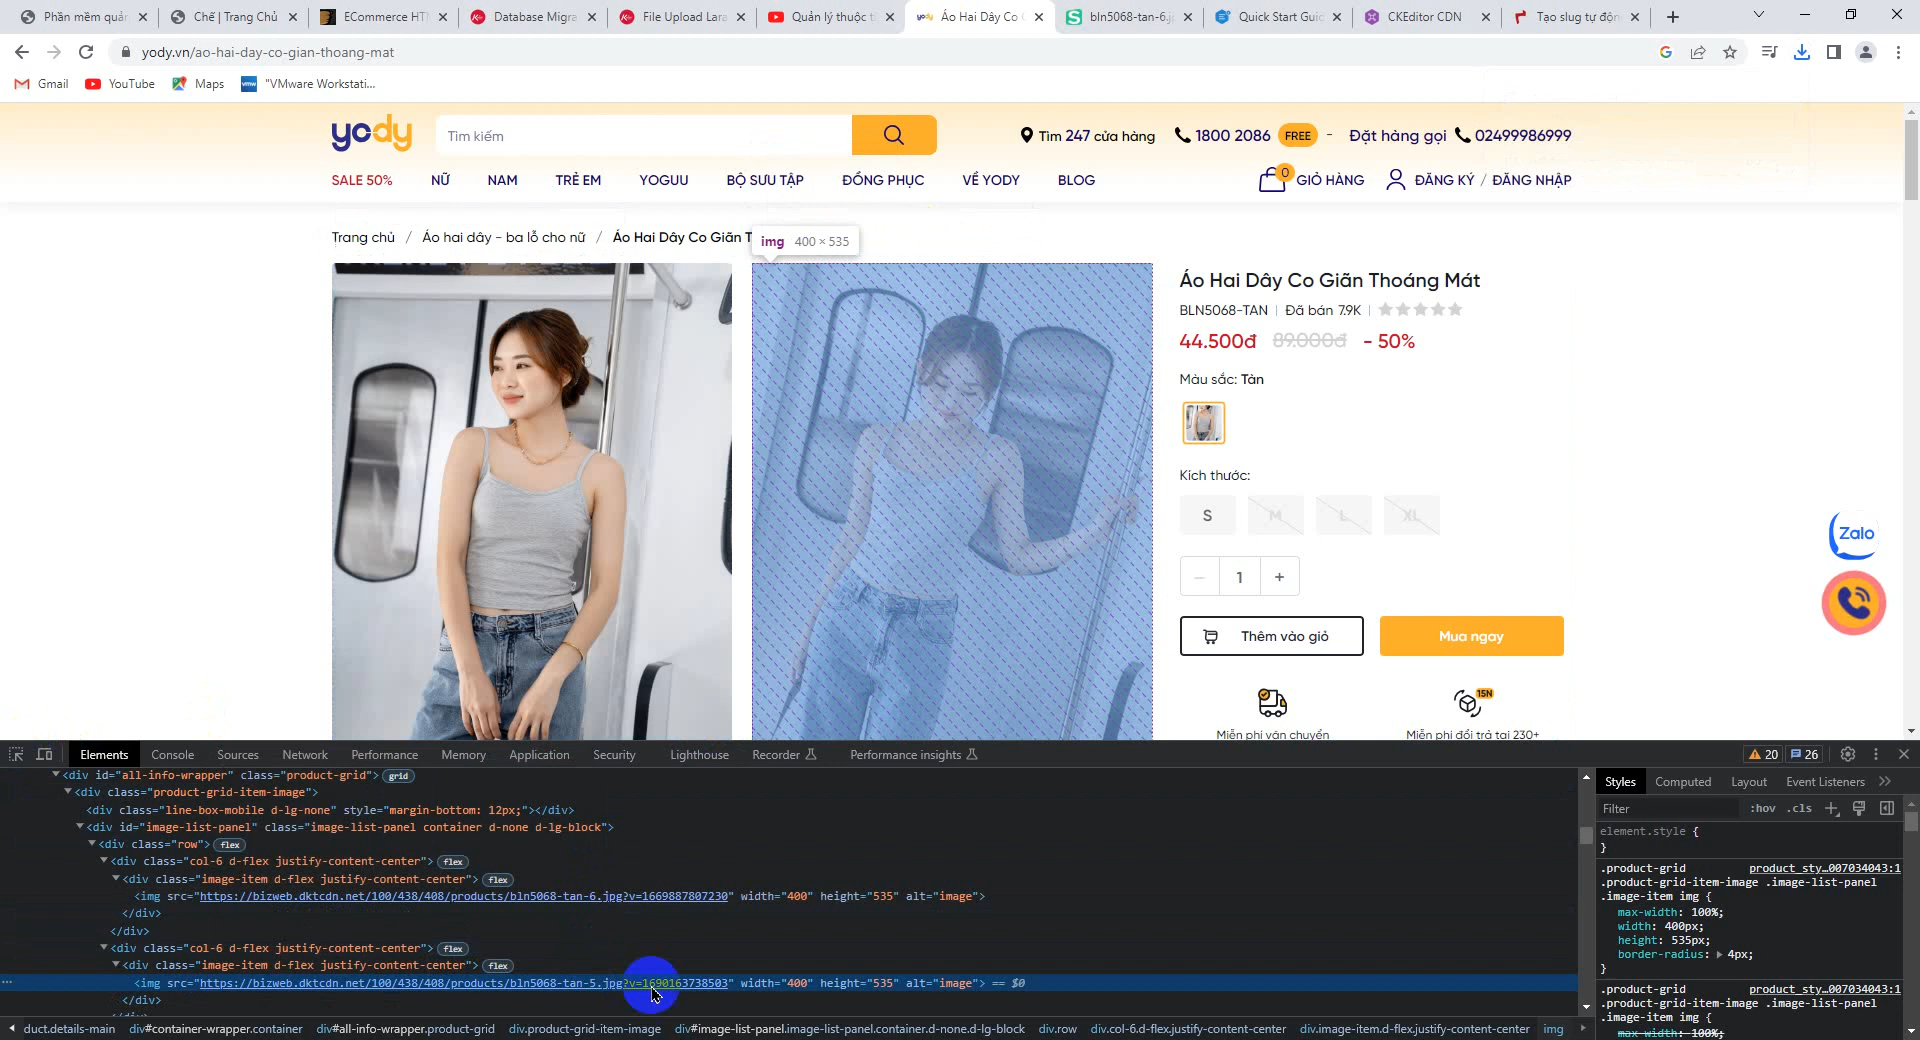 Phần mềm quản
Chế | Trang Chủ
ECommerce HT
Database Migra
File Upload Lara
Quản lý thuộc t
Áo Hai Dây Co G
bln5068-tan-6.j
Quick Start Guid
CKEditor CDN
Tạo slug tự độn
yody.vn/ao-hai-day-co-gian-thoang-mat
Gmail
YouTube
Maps
"VMware Workstati...
yody
Tìm kiếm
Tìm 247 cửa hàng
1800 2086 FREE - Đặt hàng gọi 02499986999
SALE 50%
NỮ
NAM
TRẺ EM
YOGUU
BỘ SƯU TẬP
ĐỒNG PHỤC
VỀ YODY
BLOG
0
GIỎ HÀNG
ĐĂNG KÝ / ĐĂNG NHẬP
Trang chủ / Áo hai dây - ba lỗ cho nữ / Áo Hai Dây Co Giãn T
img 400 × 535
Áo Hai Dây Co Giãn Thoáng Mát
BLN5068-TAN | Đã bán 7.9K |
44.500đ 89.000đ - 50%
Màu sắc: Tàn
Kích thước:
S M L XL
− 1 +
Thêm vào giỏ
Mua ngay
Zalo
15N
Miễn phí vận chuyển
Miễn phí đổi trả tại 230+
Elements Console Sources Network Performance Memory Application Security Lighthouse Recorder Performance insights
20 26
<div id="all-info-wrapper" class="product-grid"> grid
<div class="product-grid-item-image">
<div class="line-box-mobile d-lg-none" style="margin-bottom: 12px;"></div>
<div id="image-list-panel" class="image-list-panel container d-none d-lg-block">
<div class="row"> flex
<div class="col-6 d-flex justify-content-center"> flex
<div class="image-item d-flex justify-content-center"> flex
<img src="https://bizweb.dktcdn.net/100/438/408/products/bln5068-tan-6.jpg?v=1669887807230" width="400" height="535" alt="image">
</div>
</div>
<div class="col-6 d-flex justify-content-center"> flex
<div class="image-item d-flex justify-content-center"> flex
<img src="https://bizweb.dktcdn.net/100/438/408/products/bln5068-tan-5.jpg?v=1690163738503" width="400" height="535" alt="image"> == $0
</div>
duct.details-main div#container-wrapper.container div#all-info-wrapper.product-grid div.product-grid-item-image div#image-list-panel.image-list-panel.container.d-none.d-lg-block div.row div.col-6.d-flex.justify-content-center div.image-item.d-flex.justify-content-center img
Styles Computed Layout Event Listeners
Filter :hov .cls
element.style {
}
.product-grid product_sty…007034043:1
.product-grid-item-image .image-list-panel
.image-item img {
max-width: 100%;
width: 400px;
height: 535px;
border-radius: 4px;
}
.product-grid product_sty…007034043:1
.product-grid-item-image .image-list-panel
.image-item img {
max-width: 100%;